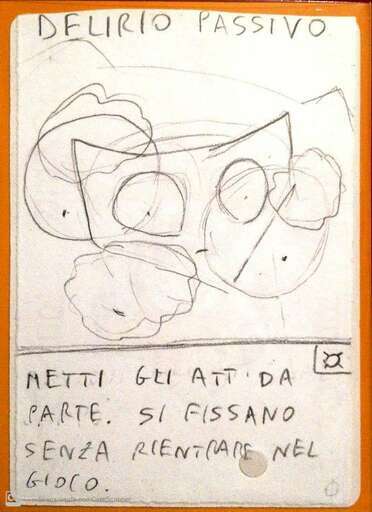 DELIRIO PASSIVO
METTI GLI ATT DA
PARTE. SI FISSANO
SENZA RIENTRARE NEL
GIOCO.